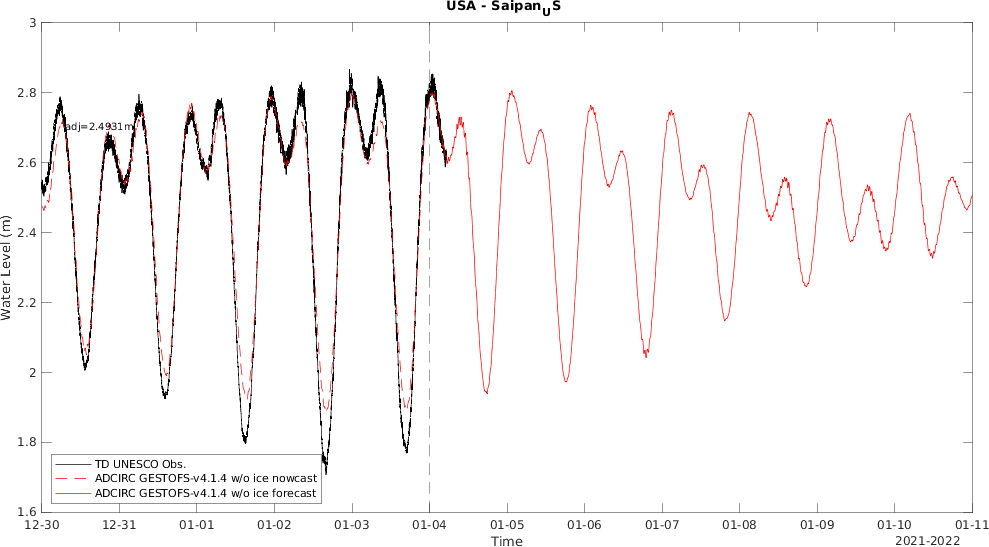 USA - Saipan_US
3
2.8
2.6
2.4
2.2
2
1.8
1.6
Water Level (m)
adj=2.4931m
TD UNESCO Obs.
ADCIRC GESTOFS-v4.1.4 w/o ice nowcast
ADCIRC GESTOFS-v4.1.4 w/o ice forecast
12-30 12-31 01-01 01-02 01-03 01-04 01-05 01-06 01-07 01-08 01-09 01-10 01-11
Time
2021-2022